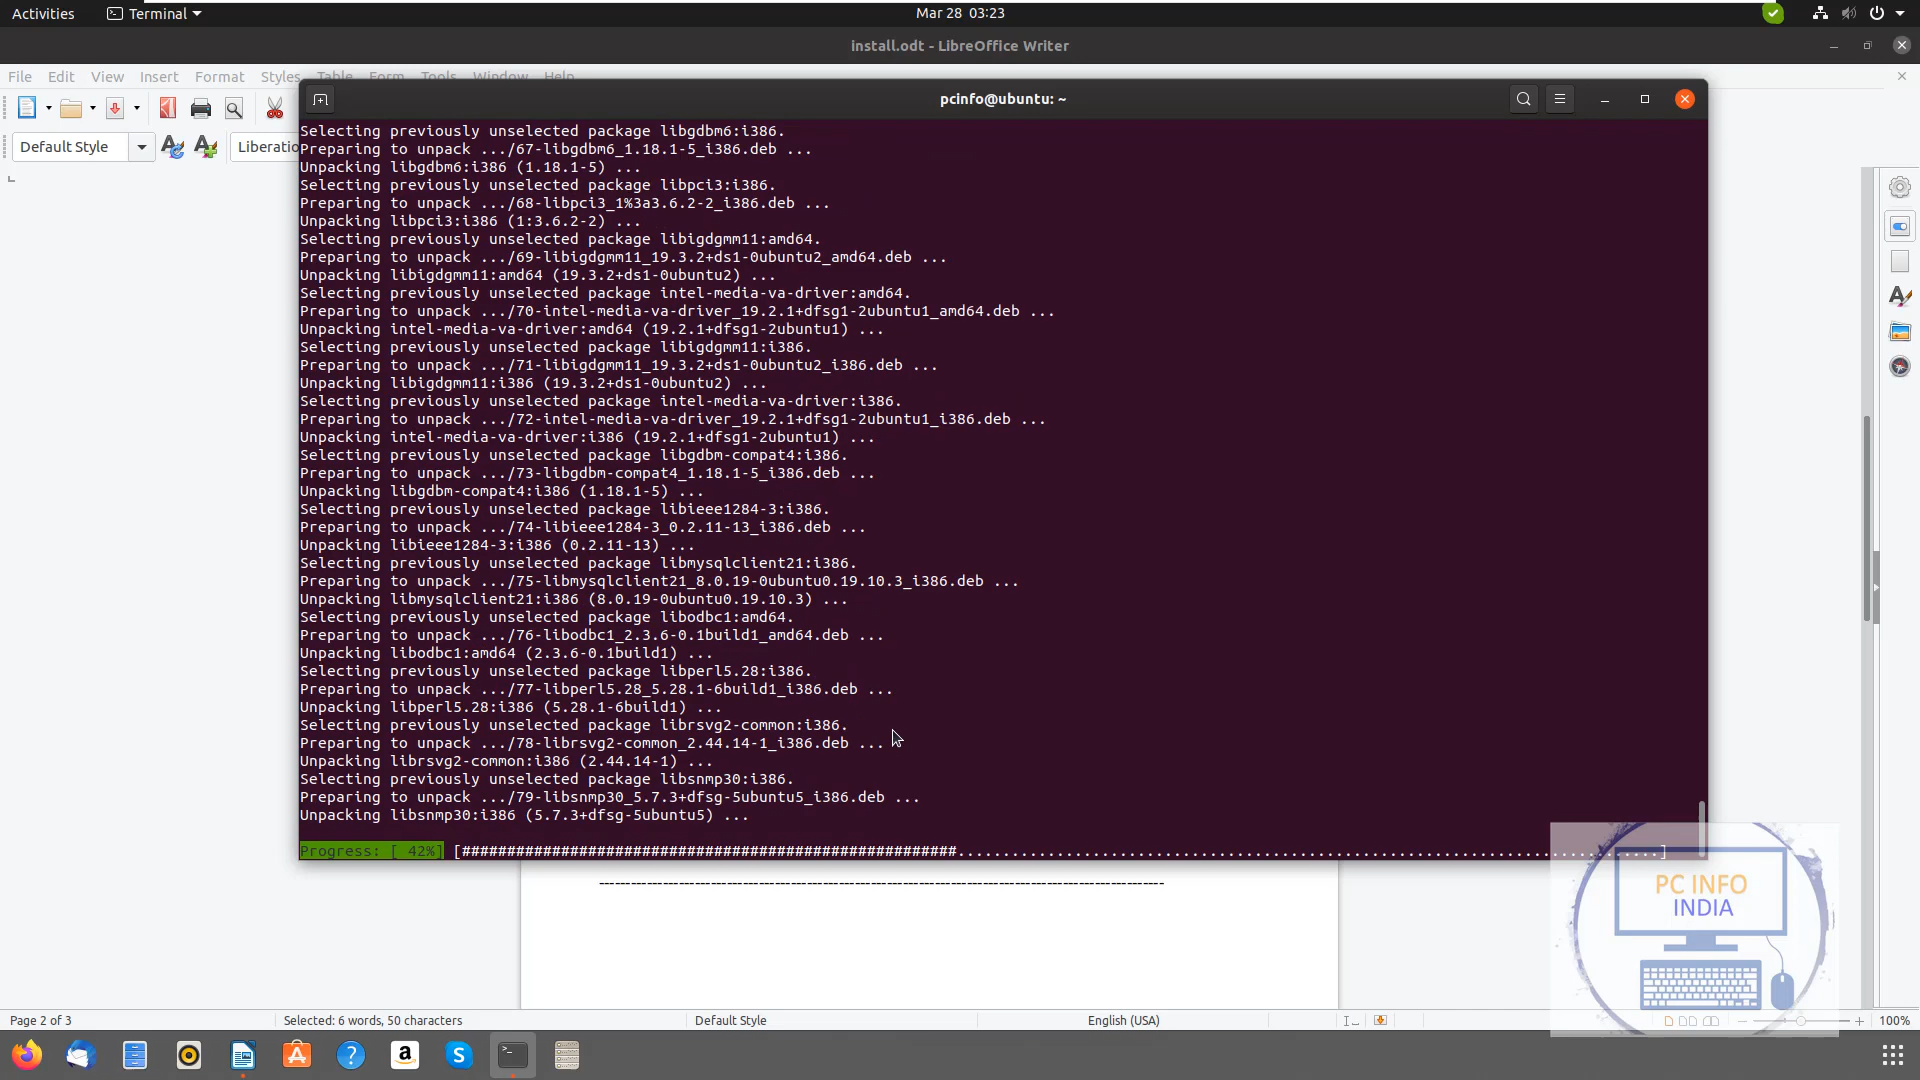 Activities
Terminal
Mar 28 03:23
install.odt - LibreOffice Writer
File Edit View Insert Format Styles Table Form Tools Window Help
pcinfo@ubuntu: ~
Default Style
Liberatio
Selecting previously unselected package libgdbm6:i386.
Preparing to unpack .../67-libgdbm6_1.18.1-5_i386.deb ...
Unpacking libgdbm6:i386 (1.18.1-5) ...
Selecting previously unselected package libpci3:i386.
Preparing to unpack .../68-libpci3_1%3a3.6.2-2_i386.deb ...
Unpacking libpci3:i386 (1:3.6.2-2) ...
Selecting previously unselected package libigdgmm11:amd64.
Preparing to unpack .../69-libigdgmm11_19.3.2+ds1-0ubuntu2_amd64.deb ...
Unpacking libigdgmm11:amd64 (19.3.2+ds1-0ubuntu2) ...
Selecting previously unselected package intel-media-va-driver:amd64.
Preparing to unpack .../70-intel-media-va-driver_19.2.1+dfsg1-2ubuntu1_amd64.deb ...
Unpacking intel-media-va-driver:amd64 (19.2.1+dfsg1-2ubuntu1) ...
Selecting previously unselected package libigdgmm11:i386.
Preparing to unpack .../71-libigdgmm11_19.3.2+ds1-0ubuntu2_i386.deb ...
Unpacking libigdgmm11:i386 (19.3.2+ds1-0ubuntu2) ...
Selecting previously unselected package intel-media-va-driver:i386.
Preparing to unpack .../72-intel-media-va-driver_19.2.1+dfsg1-2ubuntu1_i386.deb ...
Unpacking intel-media-va-driver:i386 (19.2.1+dfsg1-2ubuntu1) ...
Selecting previously unselected package libgdbm-compat4:i386.
Preparing to unpack .../73-libgdbm-compat4_1.18.1-5_i386.deb ...
Unpacking libgdbm-compat4:i386 (1.18.1-5) ...
Selecting previously unselected package libieee1284-3:i386.
Preparing to unpack .../74-libieee1284-3_0.2.11-13_i386.deb ...
Unpacking libieee1284-3:i386 (0.2.11-13) ...
Selecting previously unselected package libmysqlclient21:i386.
Preparing to unpack .../75-libmysqlclient21_8.0.19-0ubuntu0.19.10.3_i386.deb ...
Unpacking libmysqlclient21:i386 (8.0.19-0ubuntu0.19.10.3) ...
Selecting previously unselected package libodbc1:amd64.
Preparing to unpack .../76-libodbc1_2.3.6-0.1build1_amd64.deb ...
Unpacking libodbc1:amd64 (2.3.6-0.1build1) ...
Selecting previously unselected package libperl5.28:i386.
Preparing to unpack .../77-libperl5.28_5.28.1-6build1_i386.deb ...
Unpacking libperl5.28:i386 (5.28.1-6build1) ...
Selecting previously unselected package librsvg2-common:i386.
Preparing to unpack .../78-librsvg2-common_2.44.14-1_i386.deb ...
Unpacking librsvg2-common:i386 (2.44.14-1) ...
Selecting previously unselected package libsnmp30:i386.
Preparing to unpack .../79-libsnmp30_5.7.3+dfsg-5ubuntu5_i386.deb ...
Unpacking libsnmp30:i386 (5.7.3+dfsg-5ubuntu5) ...
Progress: [ 42%] [#######################################################..............................................................................]
PC INFO
INDIA
Page 2 of 3
Selected: 6 words, 50 characters
Default Style
English (USA)
100%